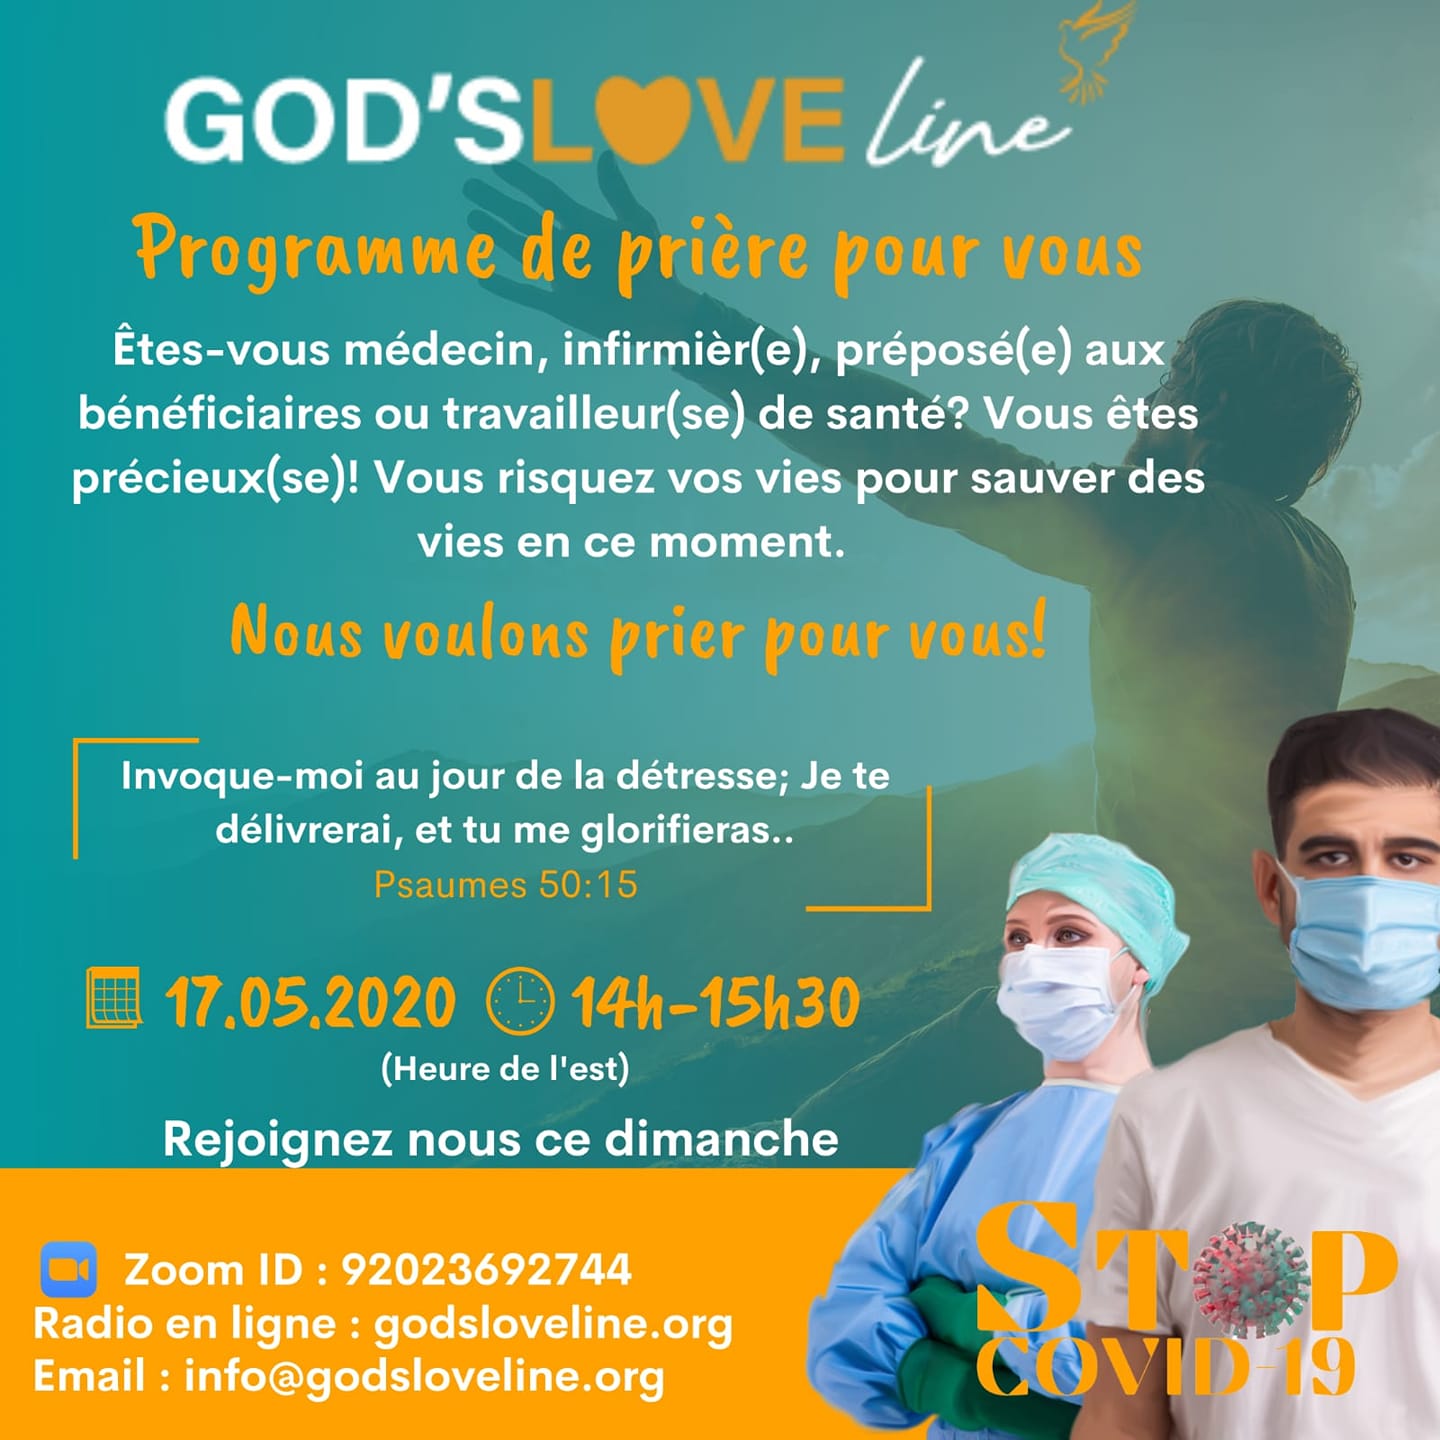 GOD'SLOVE line
Programme de prière pour vous
Êtes-vous médecin, infirmièr(e), préposé(e) aux
bénéficiaires ou travailleur(se) de santé? Vous êtes
précieux(se)! Vous risquez vos vies pour sauver des
vies en ce moment.
Nous voulons prier pour vous!
Invoque-moi au jour de la détresse; Je te
délivrerai, et tu me glorifieras..
Psaumes 50:15
17.05.2020 14h-15h30
(Heure de l'est)
Rejoignez nous ce dimanche
Zoom ID : 92023692744
Radio en ligne : godsloveline.org
Email : info@godsloveline.org
STOP
COVID-19